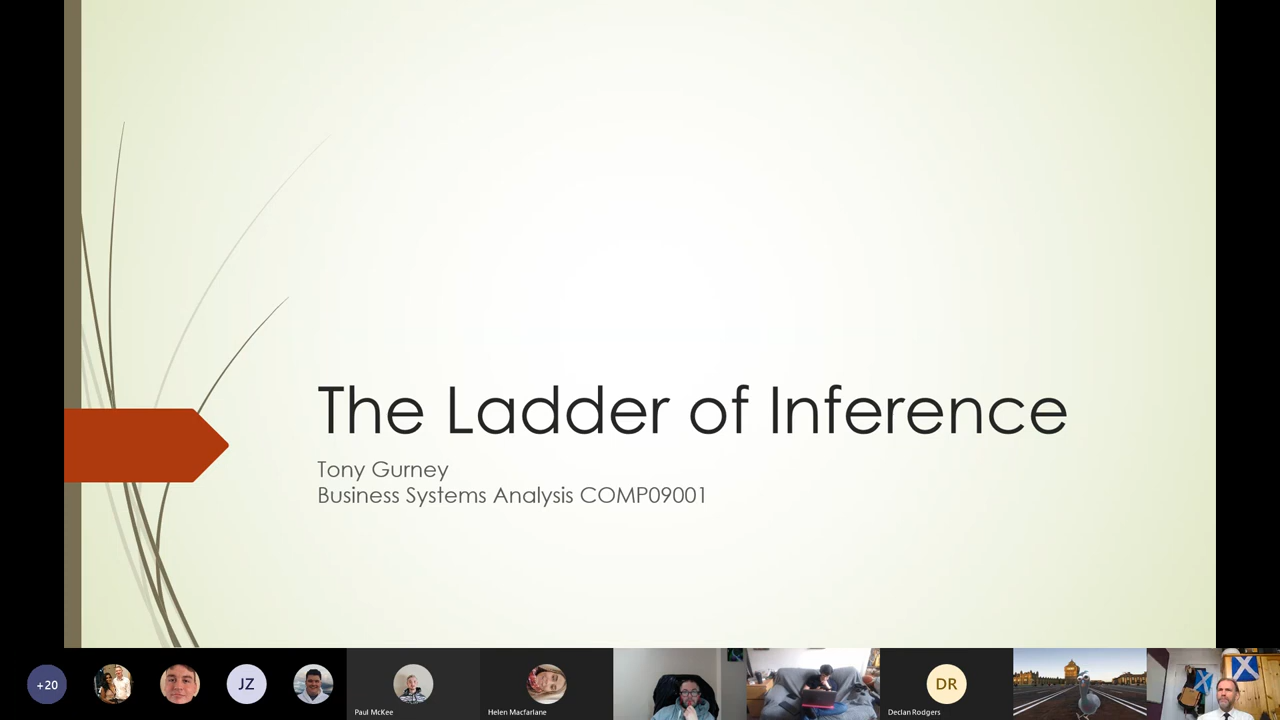 The Ladder of Inference
Tony Gurney
Business Systems Analysis COMP09001
+20
JZ
Paul McKee
Helen Macfarlane
DR
Declan Rodgers